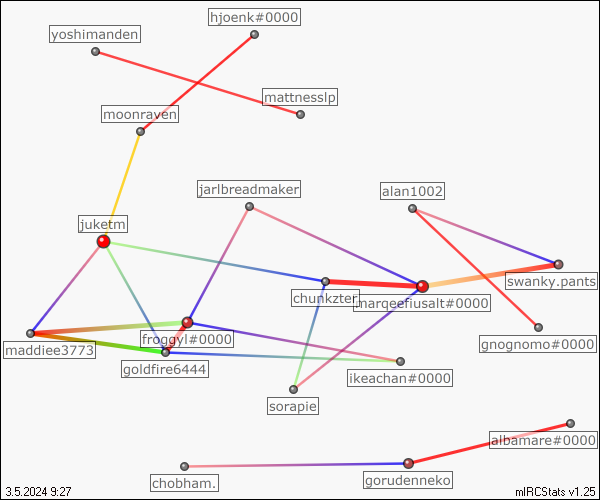 hjoenk#0000
yoshimanden
mattnesslp
moonraven
jarlbreadmaker
alan1002
juketm
swanky.pants
chunkzter
marqeefiusalt#0000
froggyl#0000
gnognomo#0000
maddiee3773
goldfire6444
ikeachan#0000
sorapie
albamare#0000
chobham.
gorudenneko
3.5.2024 9:27
mIRCStats v1.25